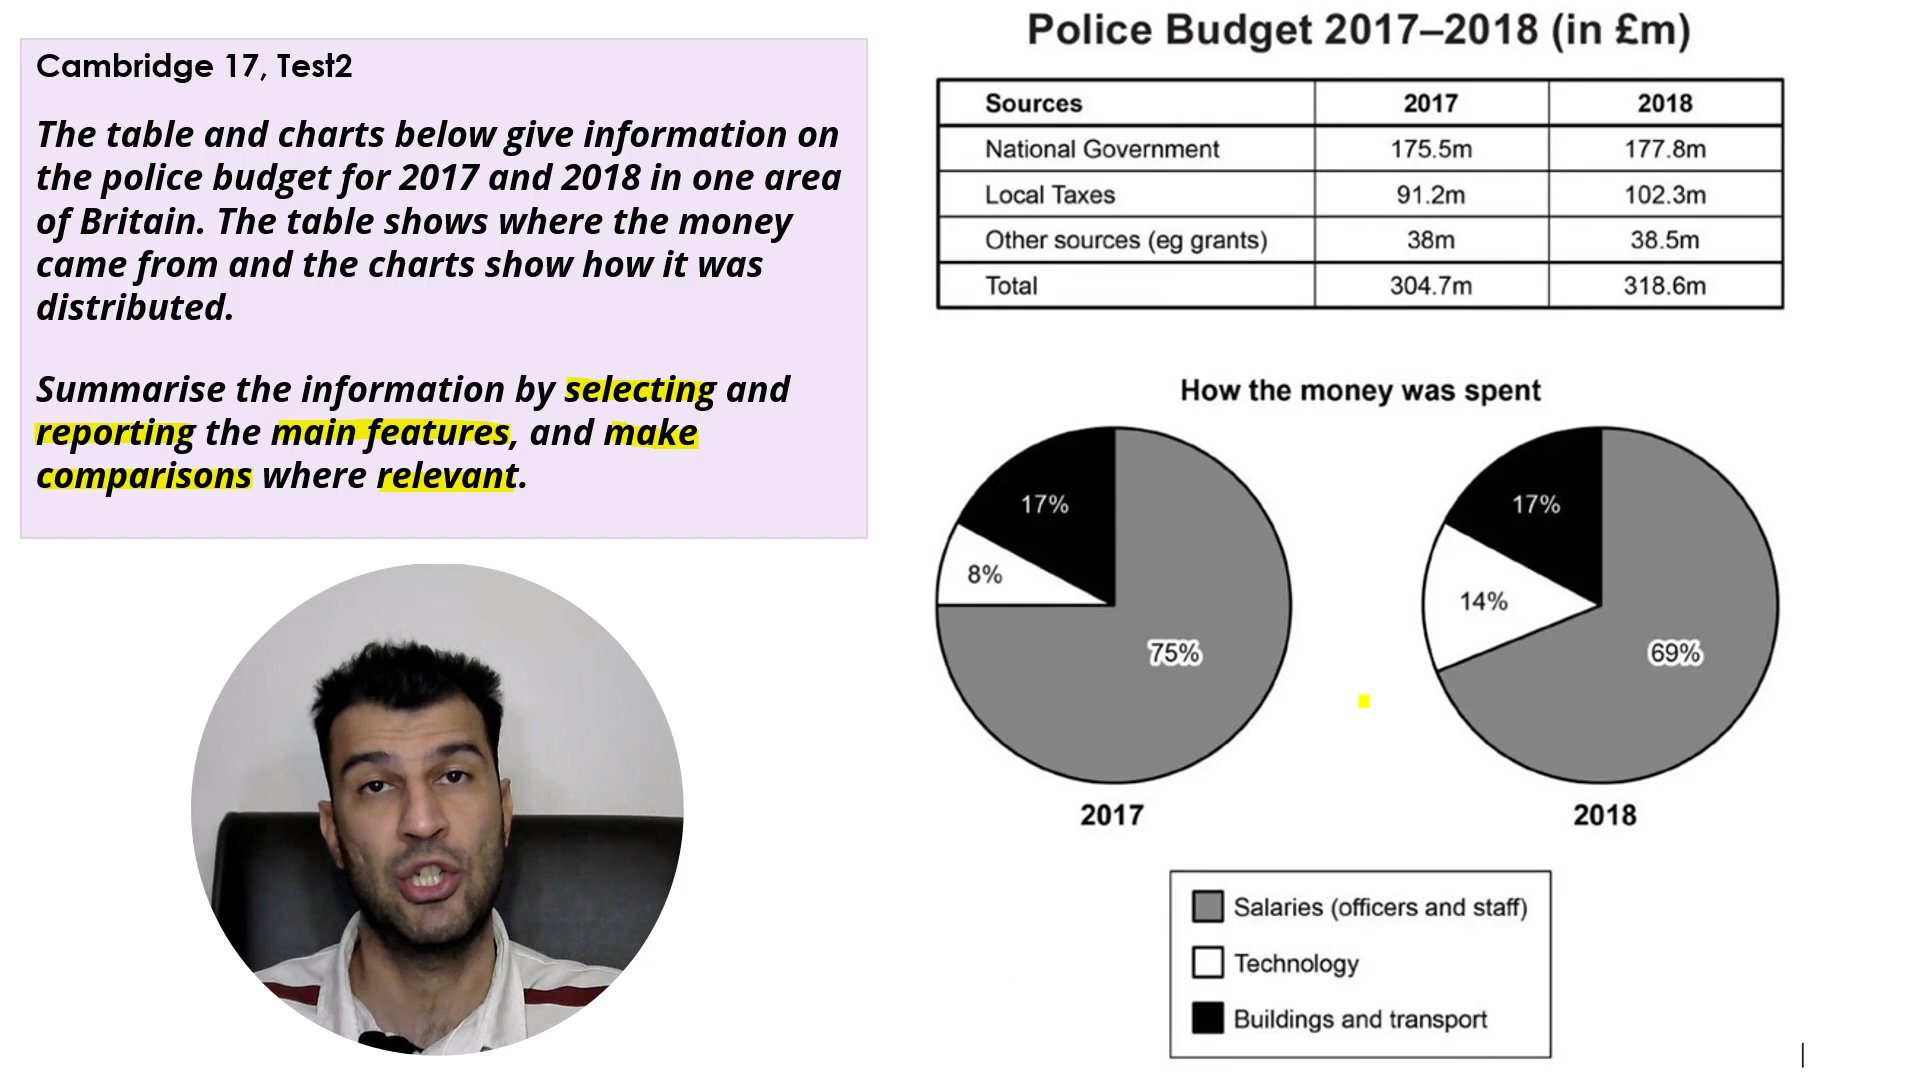 Cambridge 17, Test2
The table and charts below give information on
the police budget for 2017 and 2018 in one area
of Britain. The table shows where the money
came from and the charts show how it was
distributed.
Summarise the information by selecting and
reporting the main features, and make
comparisons where relevant.
Police Budget 2017–2018 (in £m)
Sources 2017 2018
National Government 175.5m 177.8m
Local Taxes 91.2m 102.3m
Other sources (eg grants) 38m 38.5m
Total 304.7m 318.6m
How the money was spent
17%
8%
75%
2017
17%
14%
69%
2018
Salaries (officers and staff)
Technology
Buildings and transport